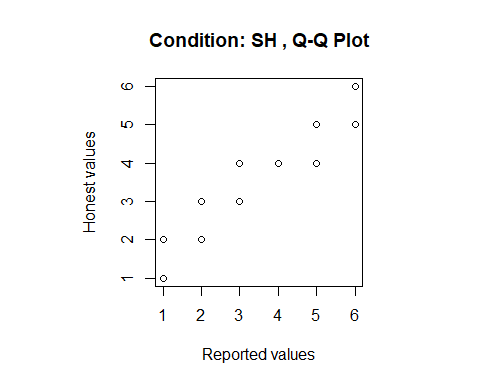 Condition: SH , Q-Q Plot
6
5
4
3
2
1
Honest values
1 2 3 4 5 6
Reported values